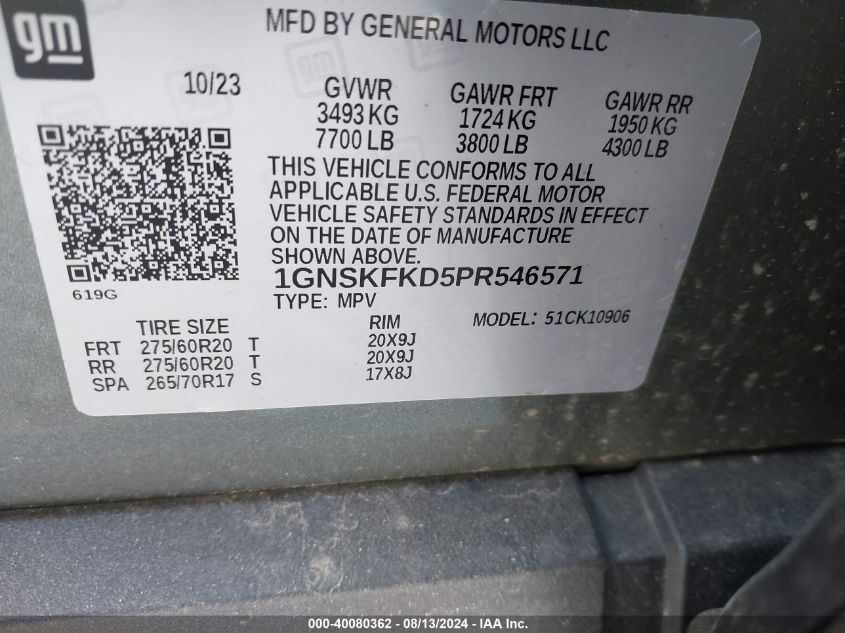 gm
MFD BY GENERAL MOTORS LLC
10/23
GVWR
3493 KG
7700 LB
GAWR FRT
1724 KG
3800 LB
GAWR RR
1950 KG
4300 LB
THIS VEHICLE CONFORMS TO ALL
APPLICABLE U.S. FEDERAL MOTOR
VEHICLE SAFETY STANDARDS IN EFFECT
ON THE DATE OF MANUFACTURE
SHOWN ABOVE.
1GNSKFKD5PR546571
619G
TYPE: MPV
MODEL: 51CK10906
TIRE SIZE
RIM
FRT 275/60R20 T 20X9J
RR 275/60R20 T 20X9J
SPA 265/70R17 S 17X8J
000-40080362 - 08/13/2024 - IAA Inc.